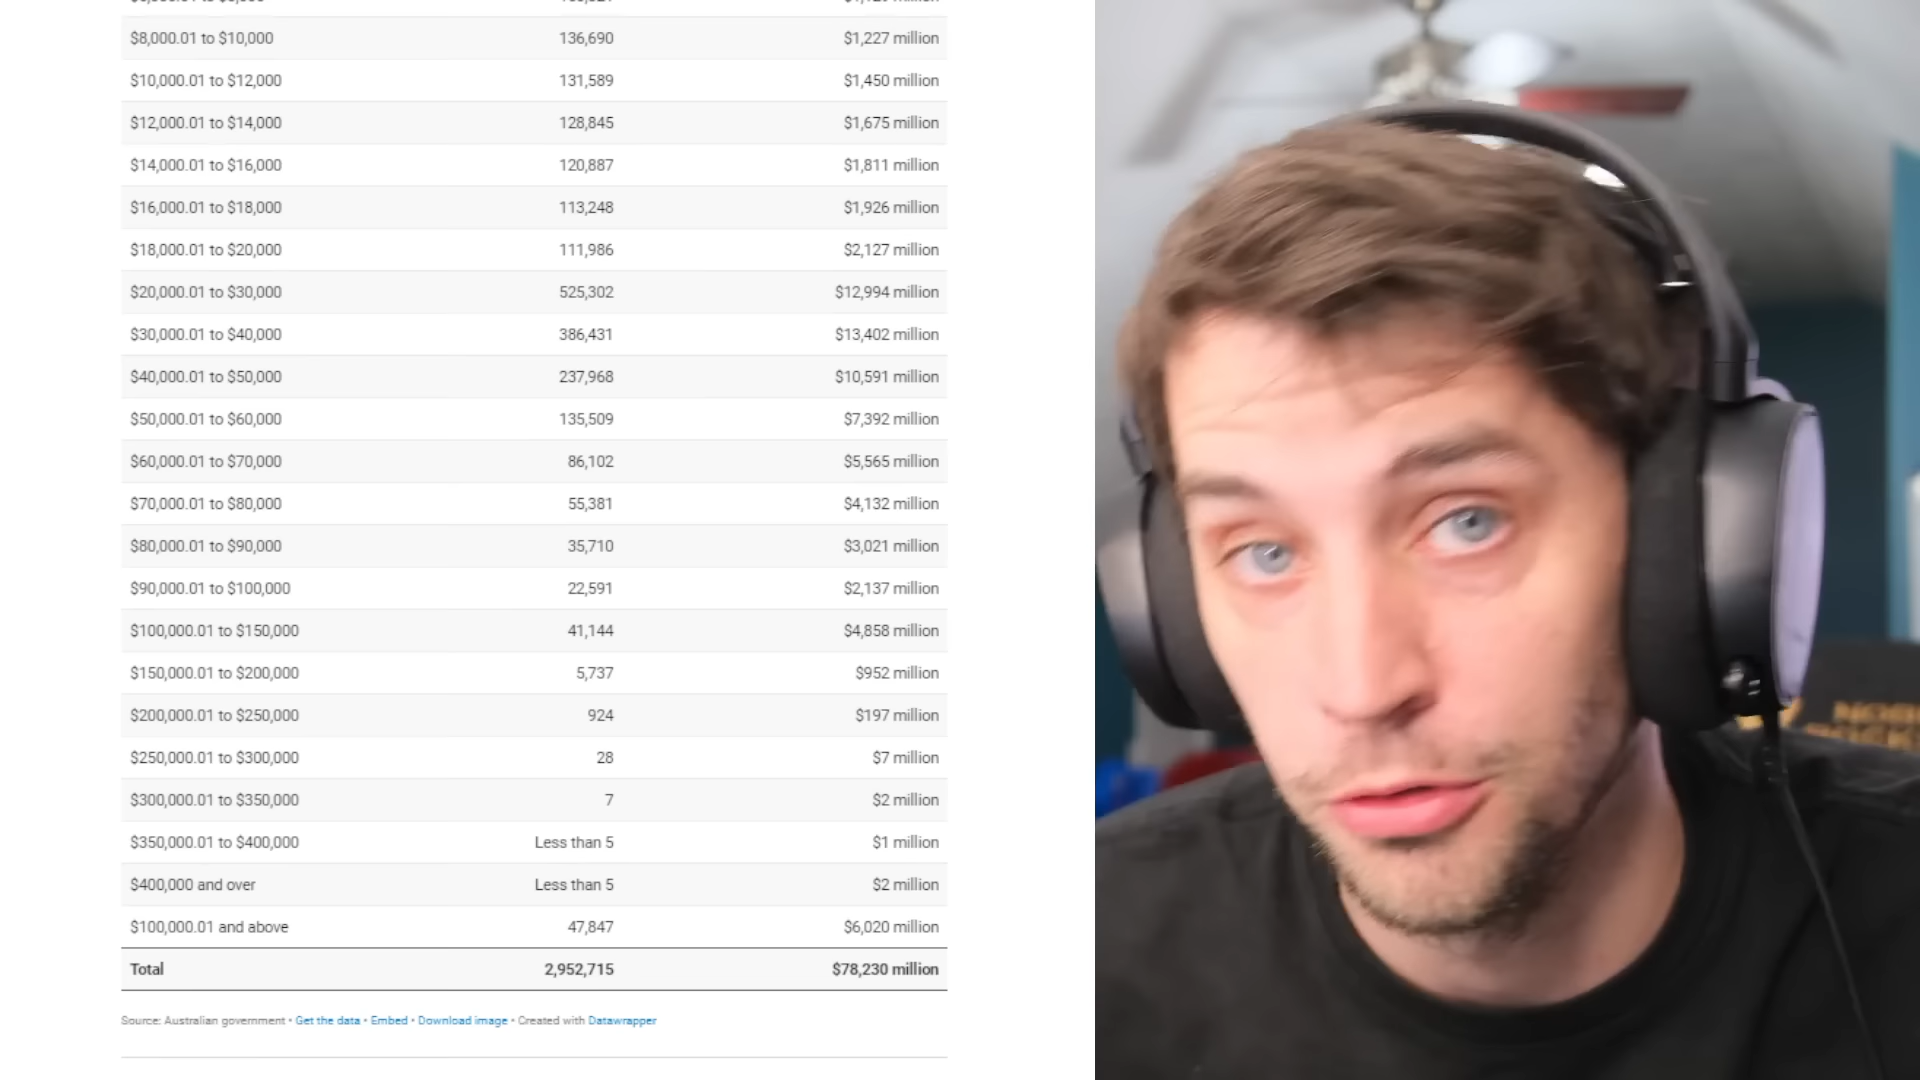 $8,000.01 to $10,000 136,690 $1,227 million
$10,000.01 to $12,000 131,589 $1,450 million
$12,000.01 to $14,000 128,845 $1,675 million
$14,000.01 to $16,000 120,887 $1,811 million
$16,000.01 to $18,000 113,248 $1,926 million
$18,000.01 to $20,000 111,986 $2,127 million
$20,000.01 to $30,000 525,302 $12,994 million
$30,000.01 to $40,000 386,431 $13,402 million
$40,000.01 to $50,000 237,968 $10,591 million
$50,000.01 to $60,000 135,509 $7,392 million
$60,000.01 to $70,000 86,102 $5,565 million
$70,000.01 to $80,000 55,381 $4,132 million
$80,000.01 to $90,000 35,710 $3,021 million
$90,000.01 to $100,000 22,591 $2,137 million
$100,000.01 to $150,000 41,144 $4,858 million
$150,000.01 to $200,000 5,737 $952 million
$200,000.01 to $250,000 924 $197 million
$250,000.01 to $300,000 28 $7 million
$300,000.01 to $350,000 7 $2 million
$350,000.01 to $400,000 Less than 5 $1 million
$400,000 and over Less than 5 $2 million
$100,000.01 and above 47,847 $6,020 million
Total 2,952,715 $78,230 million
Source: Australian government • Get the data • Embed • Download image • Created with Datawrapper